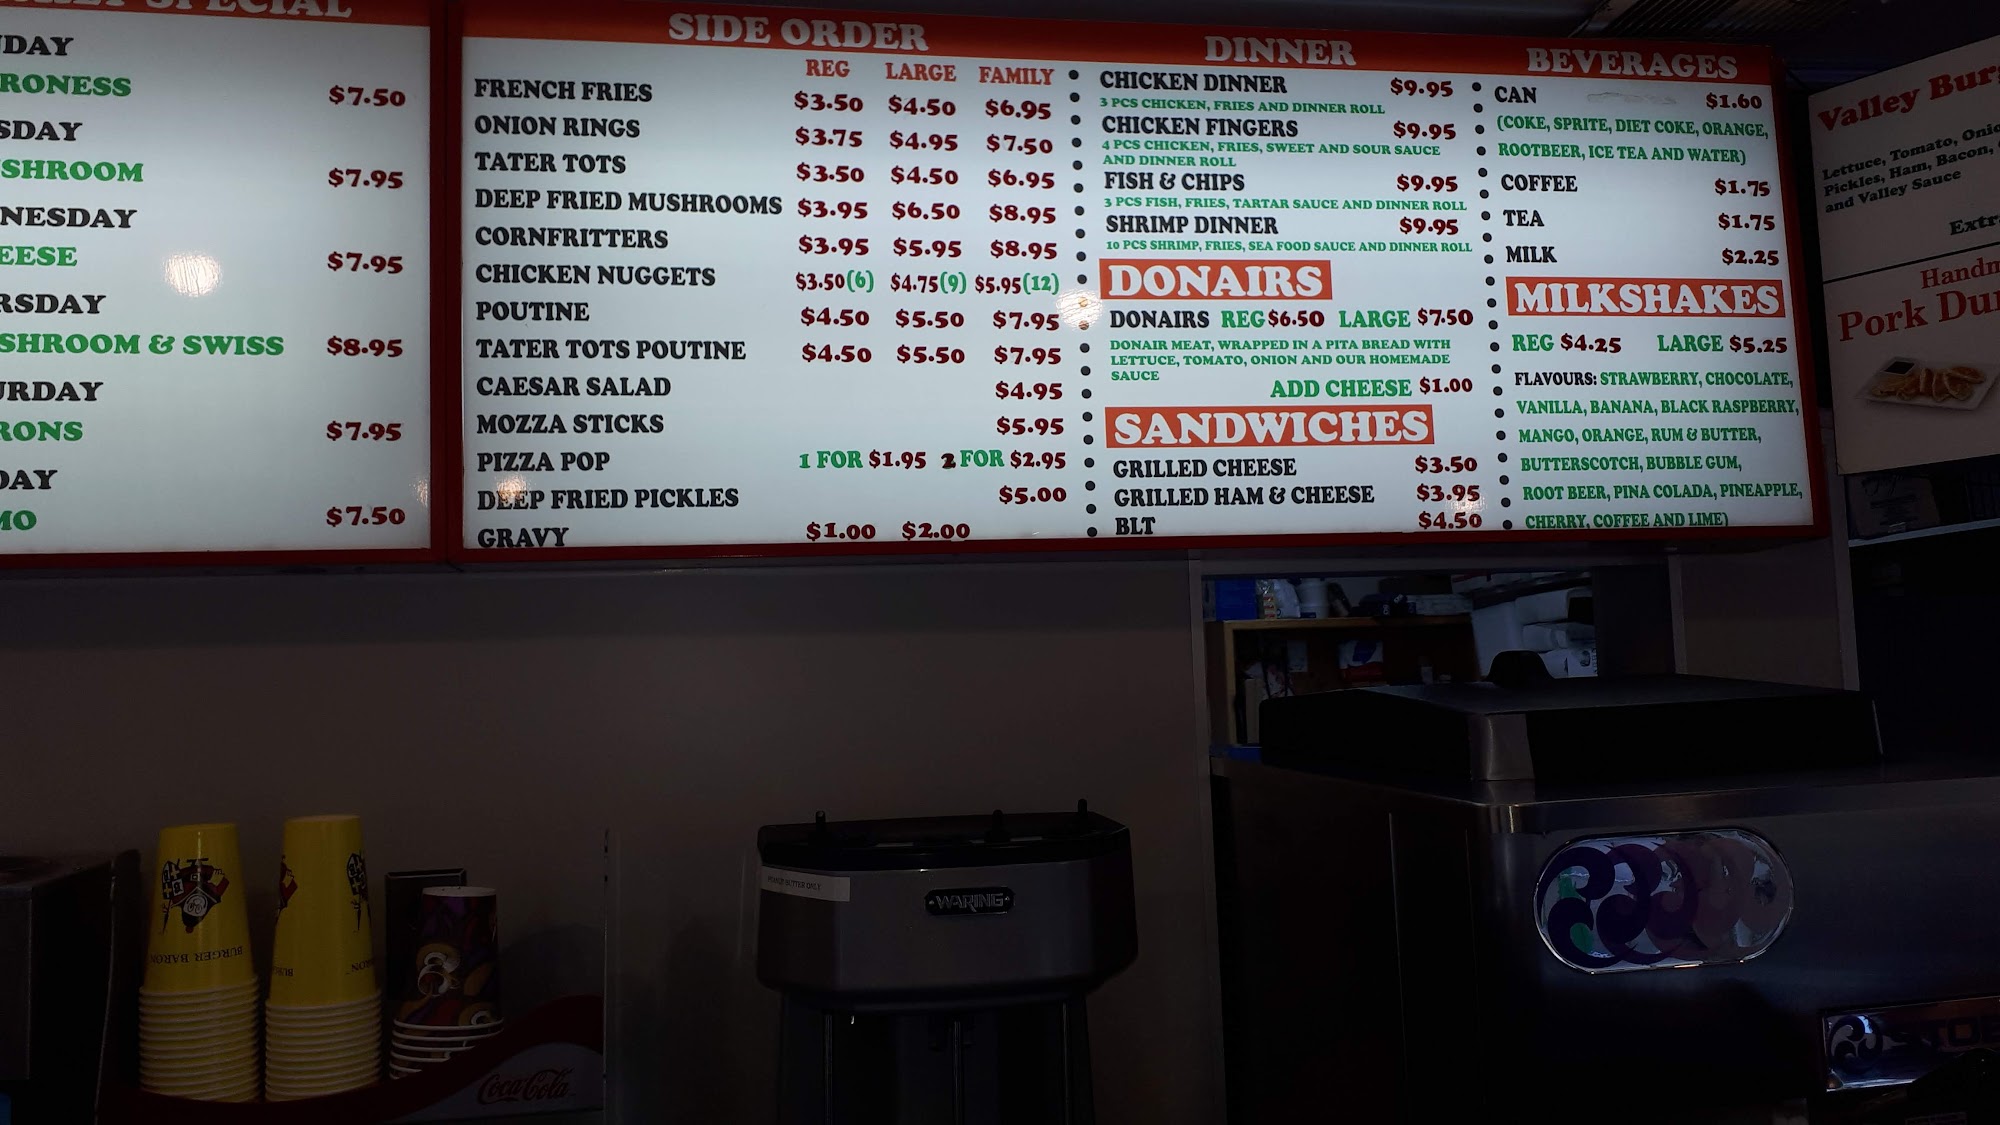 SPECIAL
RONESS $7.50
SHROOM $7.95
EESE $7.95
SHROOM & SWISS $8.95
RONS $7.95
$7.50
SIDE ORDER
REG LARGE FAMILY
FRENCH FRIES $3.50 $4.50 $6.95
ONION RINGS $3.75 $4.95 $7.50
TATER TOTS $3.50 $4.50 $6.95
DEEP FRIED MUSHROOMS $3.95 $6.50 $8.95
CORNFRITTERS $3.95 $5.95 $8.95
CHICKEN NUGGETS $3.50(6) $4.75(9) $5.95(12)
POUTINE $4.50 $5.50 $7.95
TATER TOTS POUTINE $4.50 $5.50 $7.95
CAESAR SALAD $4.95
MOZZA STICKS $5.95
PIZZA POP 1 FOR $1.95 2 FOR $2.95
DEEP FRIED PICKLES $5.00
GRAVY $1.00 $2.00
DINNER
CHICKEN DINNER $9.95
3 PCS CHICKEN, FRIES AND DINNER ROLL
CHICKEN FINGERS $9.95
4 PCS CHICKEN, FRIES, SWEET AND SOUR SAUCE
AND DINNER ROLL
FISH & CHIPS $9.95
3 PCS FISH, FRIES, TARTAR SAUCE AND DINNER ROLL
SHRIMP DINNER $9.95
10 PCS SHRIMP, FRIES, SEA FOOD SAUCE AND DINNER ROLL
DONAIRS
DONAIRS REG $6.50 LARGE $7.50
DONAIR MEAT, WRAPPED IN A PITA BREAD WITH
LETTUCE, TOMATO, ONION AND OUR HOMEMADE
SAUCE
ADD CHEESE $1.00
SANDWICHES
GRILLED CHEESE $3.50
GRILLED HAM & CHEESE $3.95
BLT $4.50
BEVERAGES
CAN $1.60
(COKE, SPRITE, DIET COKE, ORANGE,
ROOTBEER, ICE TEA AND WATER)
COFFEE $1.75
TEA $1.75
MILK $2.25
MILKSHAKES
REG $4.25 LARGE $5.25
FLAVOURS: STRAWBERRY, CHOCOLATE,
VANILLA, BANANA, BLACK RASPBERRY,
MANGO, ORANGE, RUM & BUTTER,
BUTTERSCOTCH, BUBBLE GUM,
ROOT BEER, PINA COLADA, PINEAPPLE,
CHERRY, COFFEE AND LIME)
Valley Bur
Lettuce, Tomato, Onio
Pickles, Ham, Bacon,
and Valley Sauce
Extr
Handm
Pork Du
BURGER BARON
PEANUT BUTTER ONLY
WARING
Coca-Cola